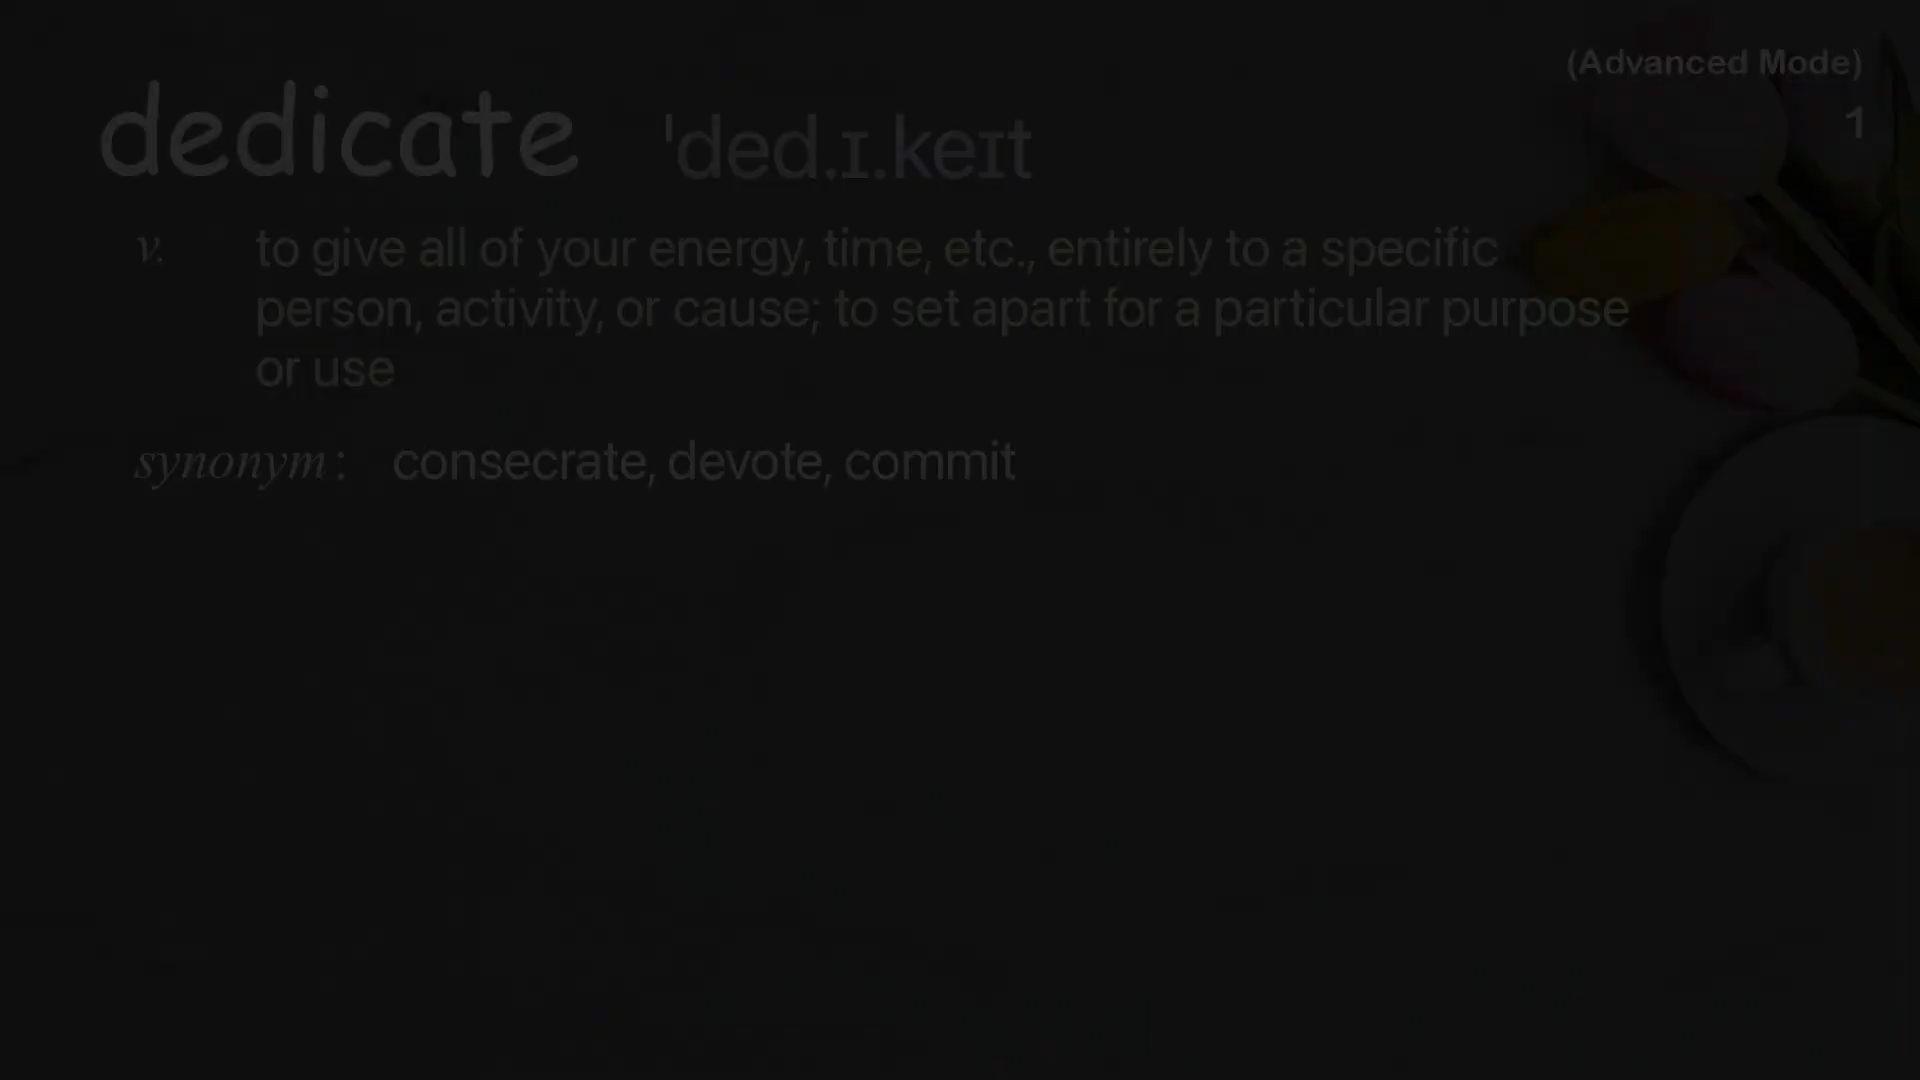 (Advanced Mode)
1
dedicate ˈded.ɪ.keɪt
v. to give all of your energy, time, etc., entirely to a specific
person, activity, or cause; to set apart for a particular purpose
or use
synonym: consecrate, devote, commit